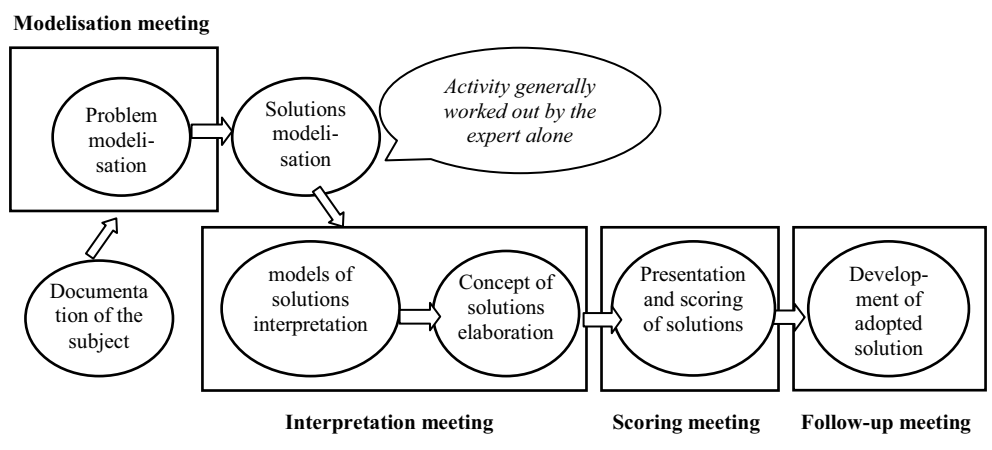 Modelisation meeting
Problem
modeli-
sation
Solutions
modeli-
sation
Activity generally
worked out by the
expert alone
Documenta
tion of the
subject
models of
solutions
interpretation
Concept of
solutions
elaboration
Presentation
and scoring
of solutions
Develop-
ment of
adopted
solution
Interpretation meeting
Scoring meeting
Follow-up meeting